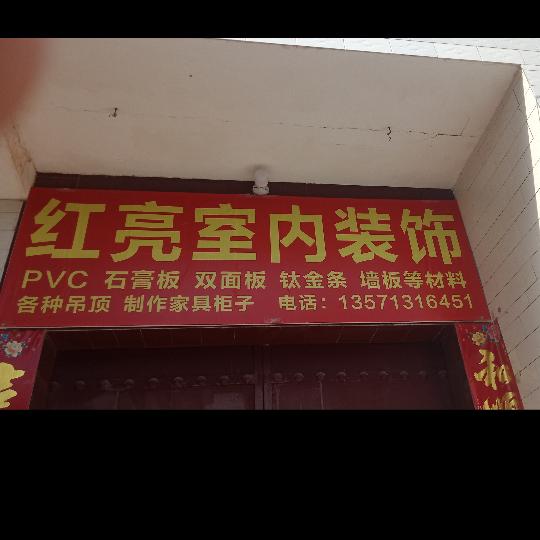 红亮室内装饰
PVC 石膏板 双面板 钛金条 墙板等材料
各种吊顶 制作家具柜子 电话：13571316451
和